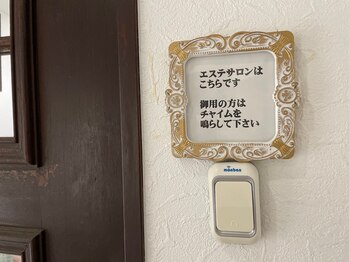 エステサロンは
こちらです
御用の方は
チャイムを
鳴らして下さい